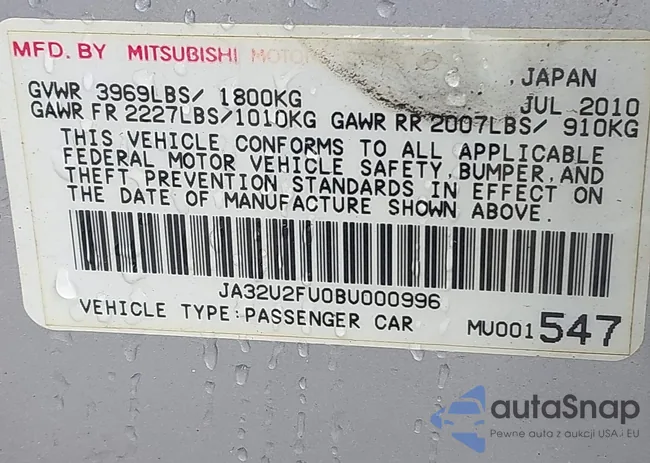 MFD. BY MITSUBISHI MOTOR
, JAPAN
GVWR 3969LBS/ 1800KG JUL 2010
GAWR FR 2227LBS/1010KG GAWR RR 2007LBS/ 910KG
THIS VEHICLE CONFORMS TO ALL APPLICABLE
FEDERAL MOTOR VEHICLE SAFETY, BUMPER, AND
THEFT PREVENTION STANDARDS IN EFFECT ON
THE DATE OF MANUFACTURE SHOWN ABOVE.
JA32U2FU0BU000996
VEHICLE TYPE:PASSENGER CAR MU001547
autaSnap
Pewne auta z aukcji USA i EU